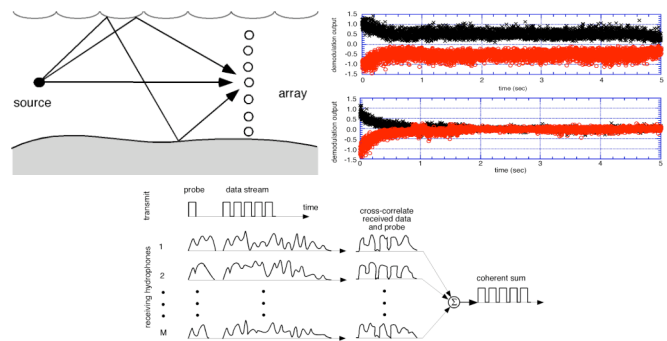 source
array
1.5
1.0
0.5
0.0
-0.5
-1.0
-1.5
demodulation output
0
1
2
3
4
5
time (sec)
1.5
1.0
0.5
0.0
-0.5
-1.0
-1.5
demodulation output
0
1
2
3
4
5
time (sec)
transmit
probe
data stream
time
cross-correlate
received data
and probe
receiving hydrophones
1
2
M
Σ
coherent sum